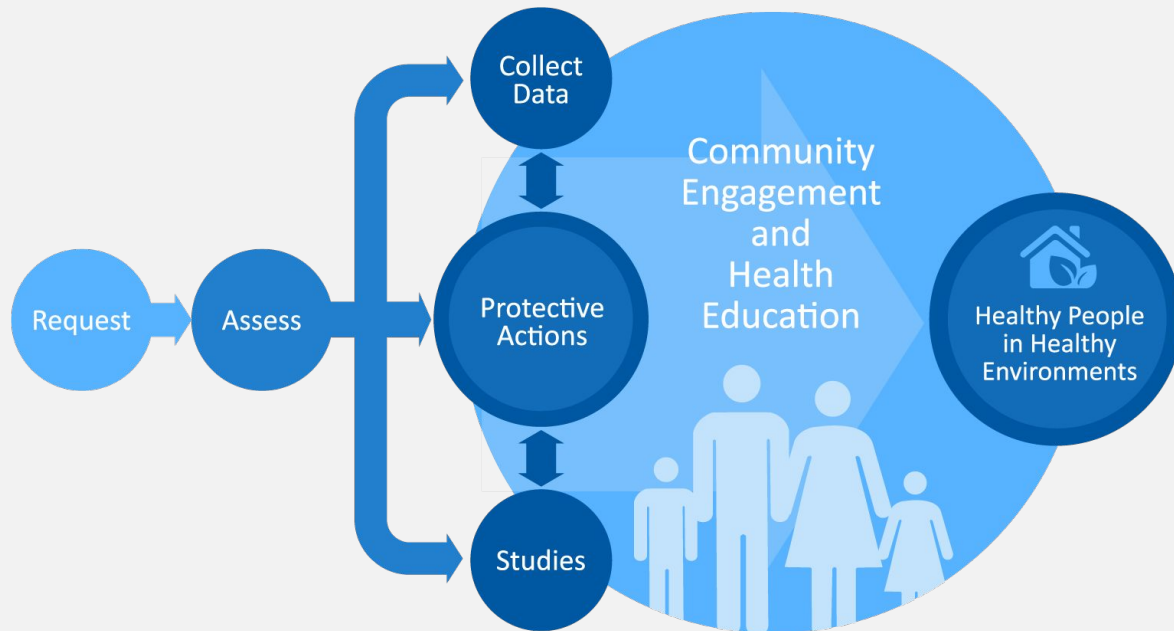 Request
Assess
Collect
Data
Protective
Actions
Studies
Community
Engagement
and
Health
Education
Healthy People
in Healthy
Environments